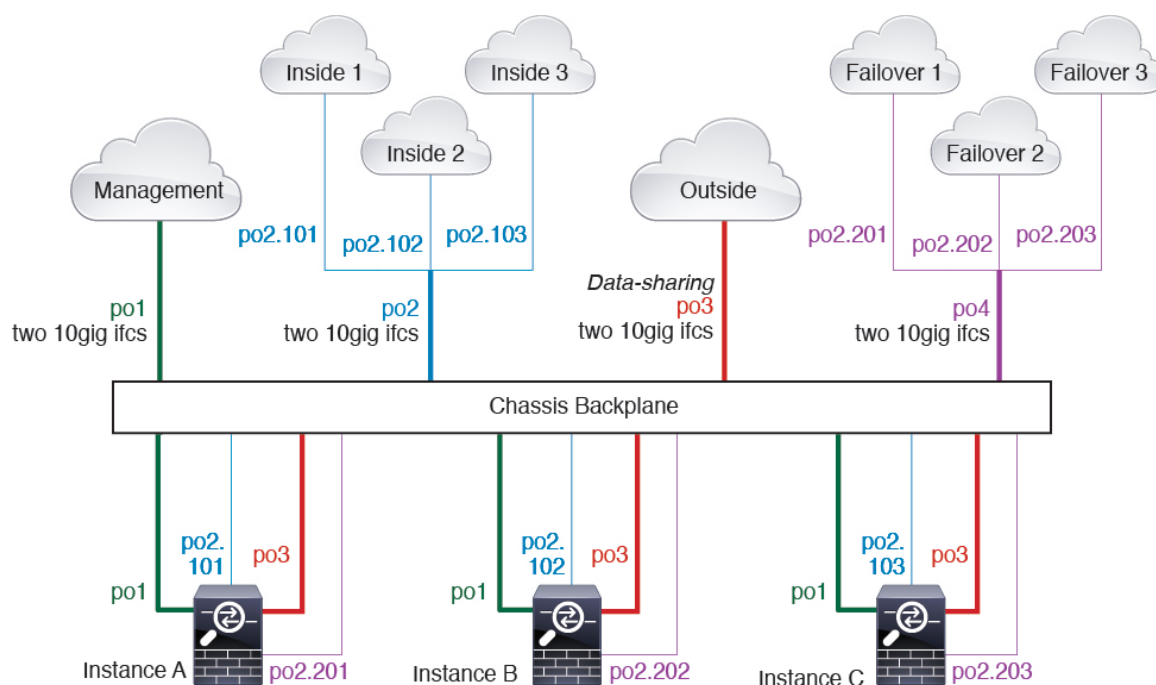 Inside 1
Inside 3
Failover 1
Failover 3
Inside 2
Failover 2
Management
Outside
po2.101
po2.102
po2.103
po2.201
po2.202
po2.203
Data-sharing
po1
two 10gig ifcs
po2
two 10gig ifcs
po3
two 10gig ifcs
po4
two 10gig ifcs
Chassis Backplane
po2.
101
po3
po1
Instance A
po2.201
po2.
102
po3
po1
Instance B
po2.202
po2.
103
po3
po1
Instance C
po2.203